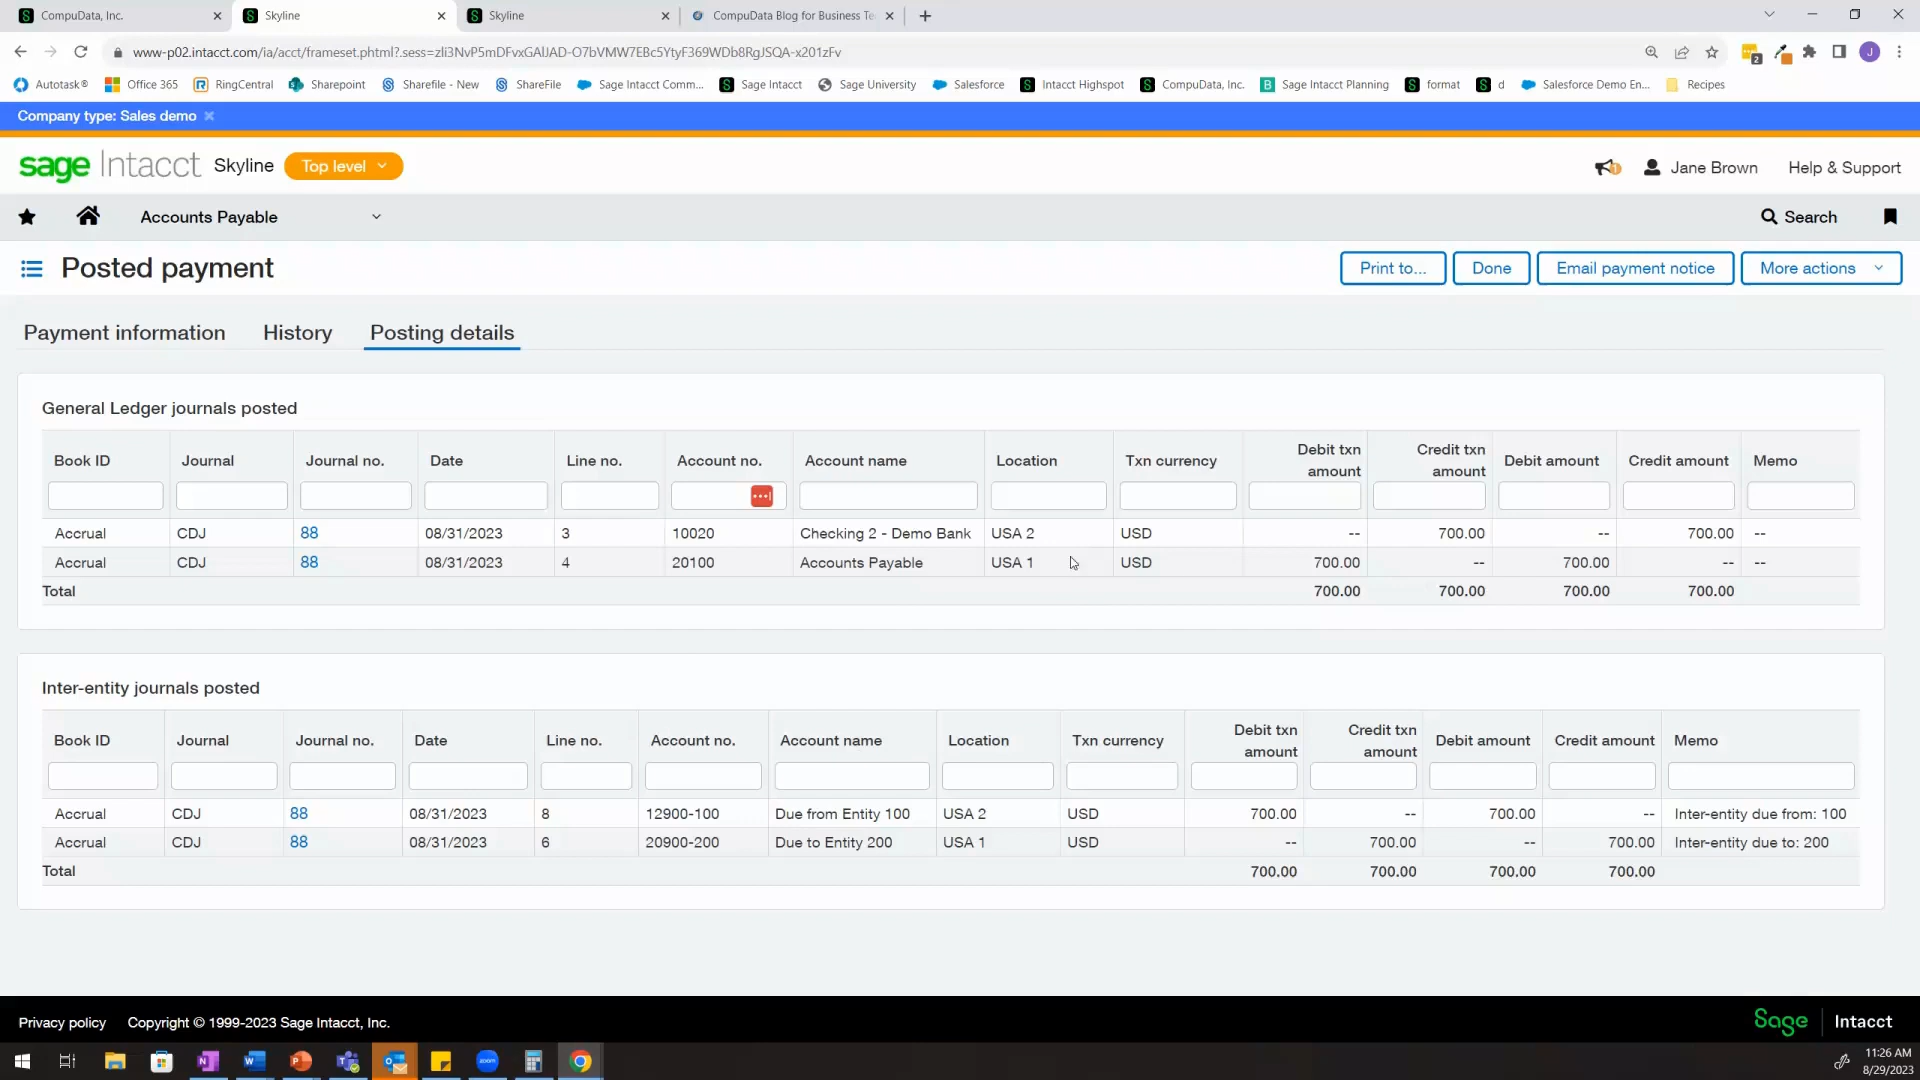 CompuData, Inc.
Skyline
Skyline
CompuData Blog for Business Te
www-p02.intacct.com/ia/acct/frameset.phtml?.sess=zli3NvP5mDFvxGAlJAD-O7bVMW7EBc5YtyF369WDb8RgJSQA-x201zFv
Autotask® Office 365 RingCentral Sharepoint Sharefile - New ShareFile Sage Intacct Comm... Sage Intacct Sage University Salesforce Intacct Highspot CompuData, Inc. Sage Intacct Planning format d Salesforce Demo En... Recipes
Company type: Sales demo
sage Intacct Skyline Top level
Jane Brown Help & Support
Accounts Payable
Search
Posted payment
Print to... Done Email payment notice More actions
Payment information History Posting details
General Ledger journals posted
Book ID Journal Journal no. Date Line no. Account no. Account name Location Txn currency Debit txn amount Credit txn amount Debit amount Credit amount Memo
Accrual CDJ 88 08/31/2023 3 10020 Checking 2 - Demo Bank USA 2 USD -- 700.00 -- 700.00 --
Accrual CDJ 88 08/31/2023 4 20100 Accounts Payable USA 1 USD 700.00 -- 700.00 -- --
Total 700.00 700.00 700.00 700.00
Inter-entity journals posted
Book ID Journal Journal no. Date Line no. Account no. Account name Location Txn currency Debit txn amount Credit txn amount Debit amount Credit amount Memo
Accrual CDJ 88 08/31/2023 8 12900-100 Due from Entity 100 USA 2 USD 700.00 -- 700.00 -- Inter-entity due from: 100
Accrual CDJ 88 08/31/2023 6 20900-200 Due to Entity 200 USA 1 USD -- 700.00 -- 700.00 Inter-entity due to: 200
Total 700.00 700.00 700.00 700.00
Privacy policy Copyright © 1999-2023 Sage Intacct, Inc.
Sage Intacct
11:26 AM
8/29/2023